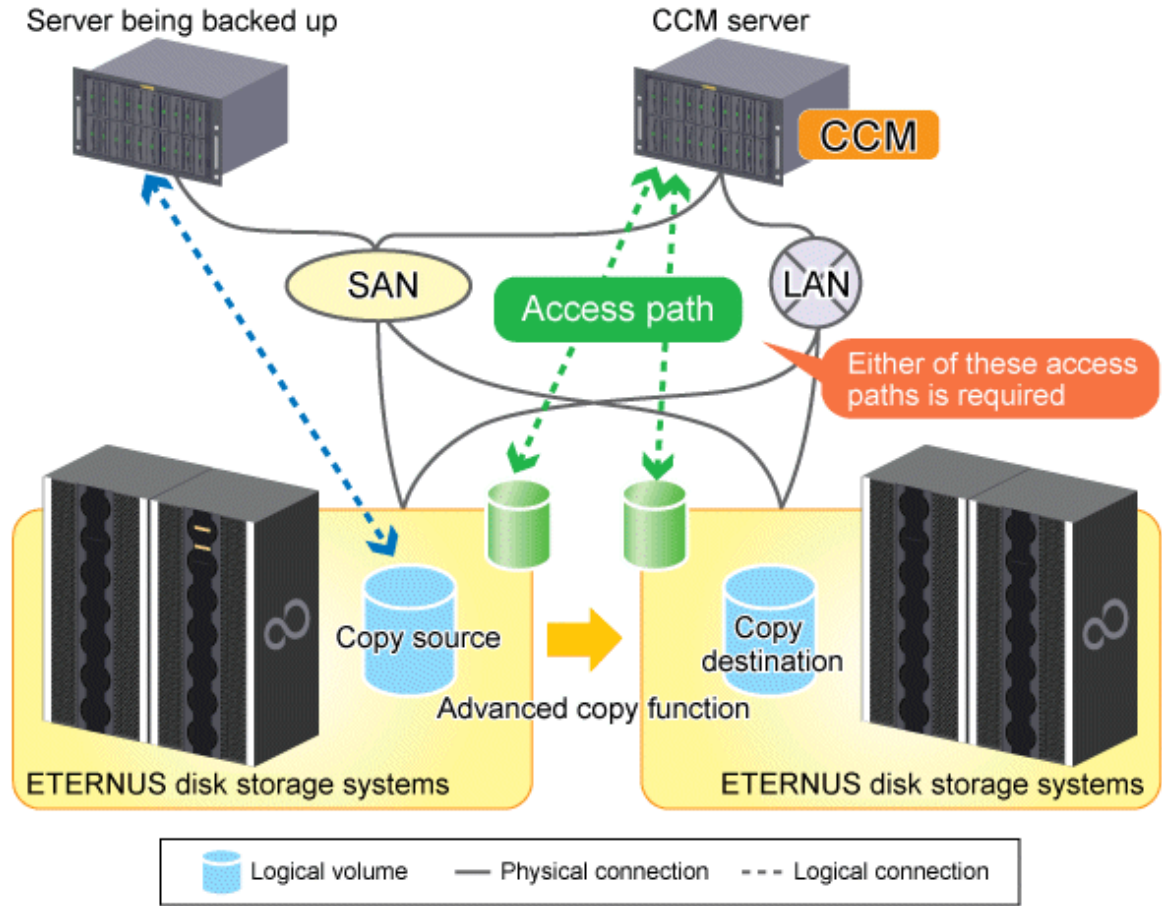 Server being backed up
CCM server
CCM
SAN
LAN
Access path
Either of these access
paths is required
Copy source
Copy
destination
Advanced copy function
ETERNUS disk storage systems
ETERNUS disk storage systems
Logical volume
Physical connection
Logical connection